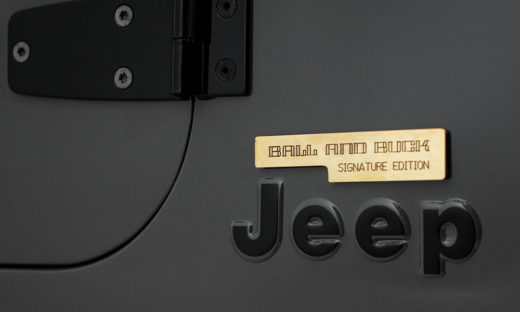 BALL AND BUCK
SIGNATURE EDITION
Jeep